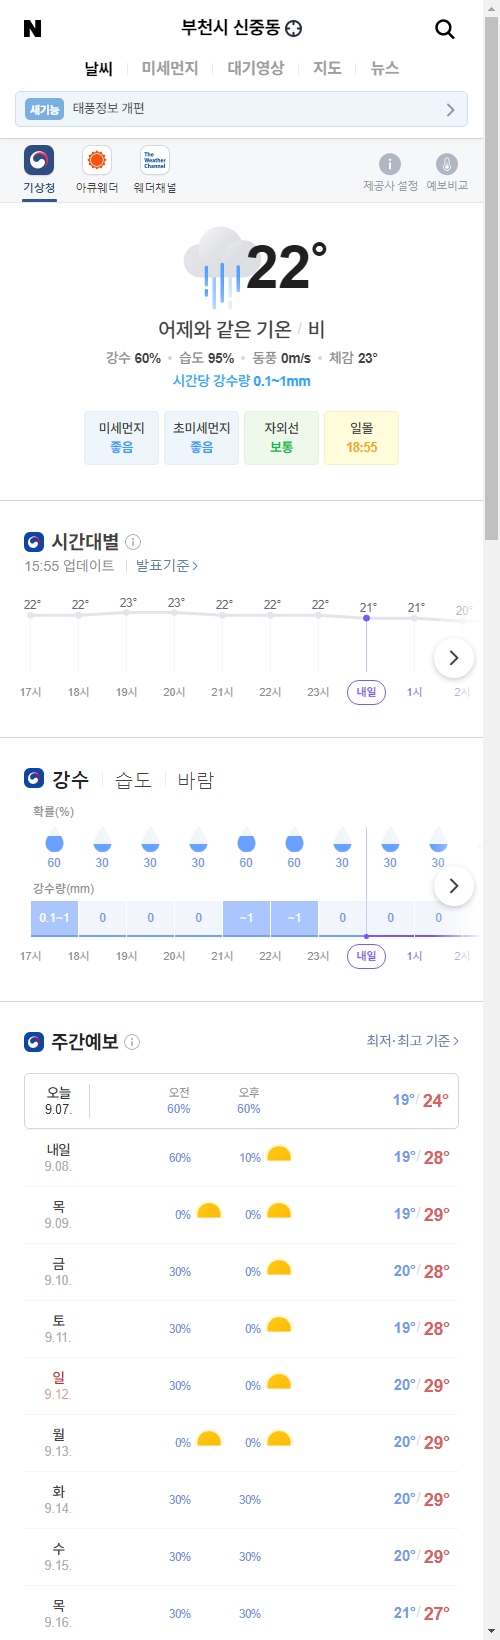 N
부천시 신중동
날씨 미세먼지 대기영상 지도 뉴스
새기능 태풍정보 개편
The Weather Channel
기상청 아큐웨더 웨더채널 제공사 설정 예보비교
22°
어제와 같은 기온 / 비
강수 60% 습도 95% 동풍 0m/s 체감 23°
시간당 강수량 0.1~1mm
미세먼지 초미세먼지 자외선 일몰
좋음 좋음 보통 18:55
시간대별
15:55 업데이트 발표기준
22° 22° 23° 23° 22° 22° 22° 21° 21° 20°
17시 18시 19시 20시 21시 22시 23시 내일 1시 2시
강수 습도 바람
확률(%)
60 30 30 30 60 60 30 30 30
강수량(mm)
0.1~1 0 0 0 ~1 ~1 0 0 0
17시 18시 19시 20시 21시 22시 23시 내일 1시 2시
주간예보 최저·최고 기준
오늘 오전 오후
9.07. 60% 60% 19°/ 24°
내일
9.08. 60% 10% 19°/ 28°
목
9.09. 0% 0% 19°/ 29°
금
9.10. 30% 0% 20°/ 28°
토
9.11. 30% 0% 19°/ 28°
일
9.12. 30% 0% 20°/ 29°
월
9.13. 0% 0% 20°/ 29°
화
9.14. 30% 30% 20°/ 29°
수
9.15. 30% 30% 20°/ 29°
목
9.16. 30% 30% 21°/ 27°